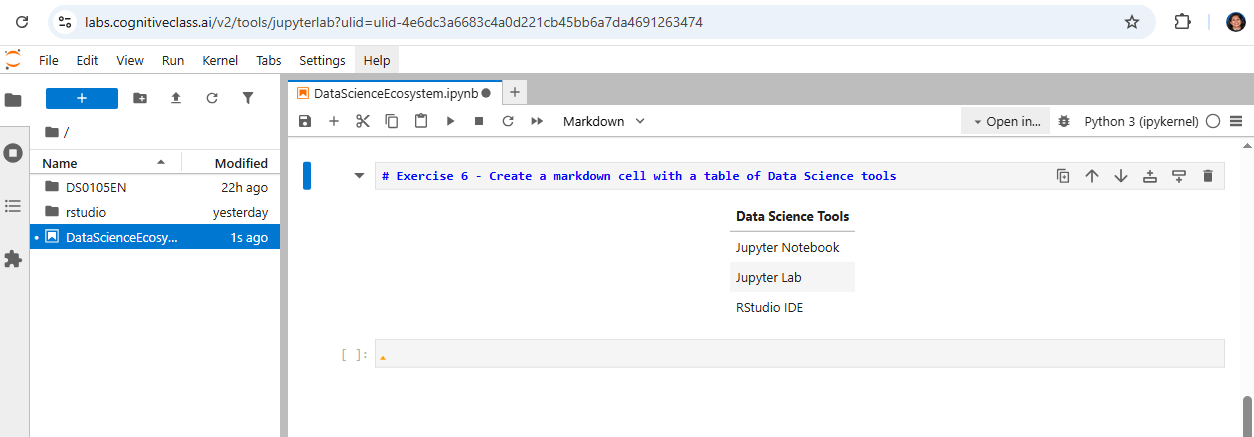 labs.cognitiveclass.ai/v2/tools/jupyterlab?ulid=ulid-4e6dc3a6683c4a0d221cb45bb6a7da4691263474
File Edit View Run Kernel Tabs Settings Help
DataScienceEcosystem.ipynb
Markdown
Open in...
Python 3 (ipykernel)
/
Name Modified
DS0105EN 22h ago
rstudio yesterday
DataScienceEcosy... 1s ago
# Exercise 6 - Create a markdown cell with a table of Data Science tools
Data Science Tools
Jupyter Notebook
Jupyter Lab
RStudio IDE
[ ]: